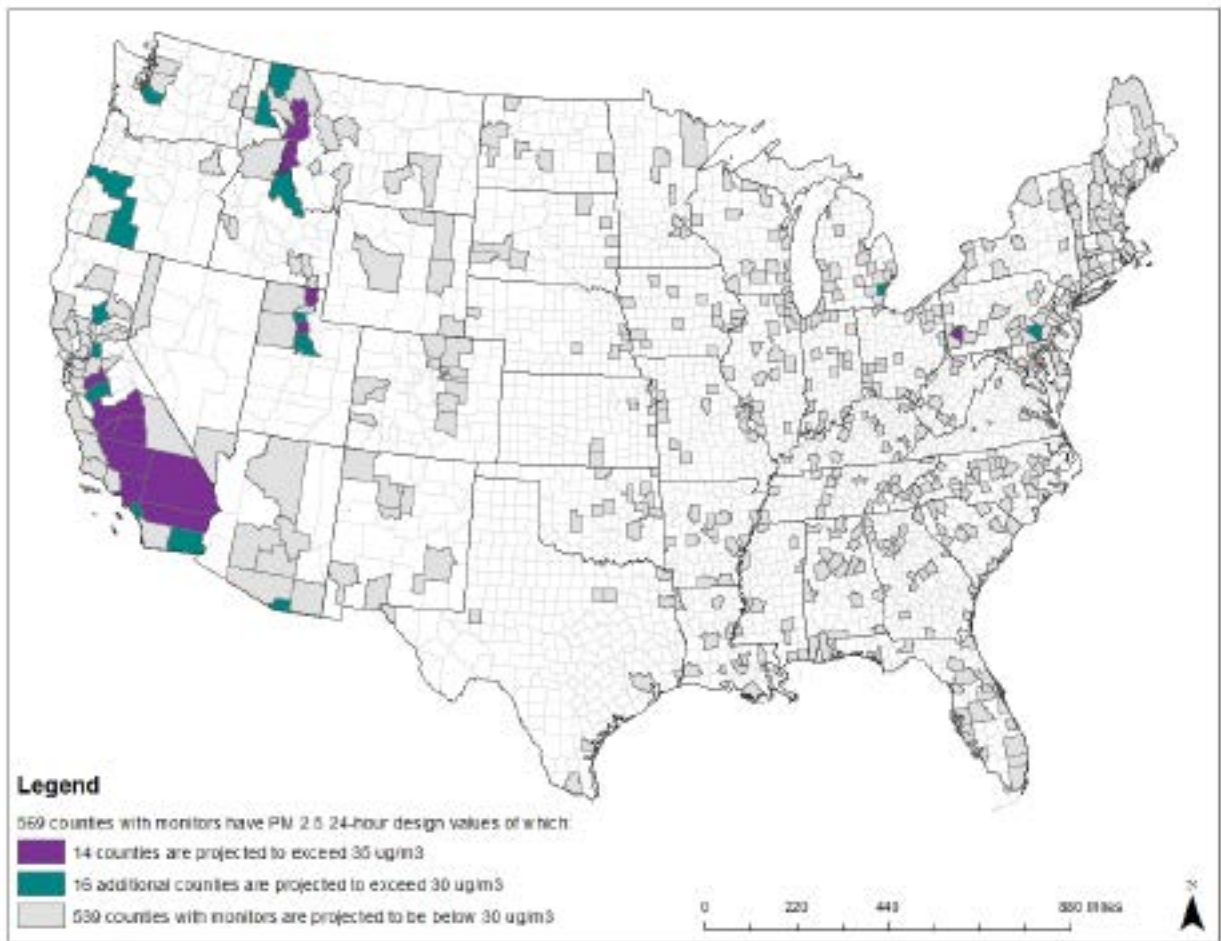 Legend
569 counties with monitors have PM 2.5 24-hour design values of which:
14 counties are projected to exceed 35 ug/m3
16 additional counties are projected to exceed 30 ug/m3
539 counties with monitors are projected to be below 30 ug/m3
0 220 440 880 Miles